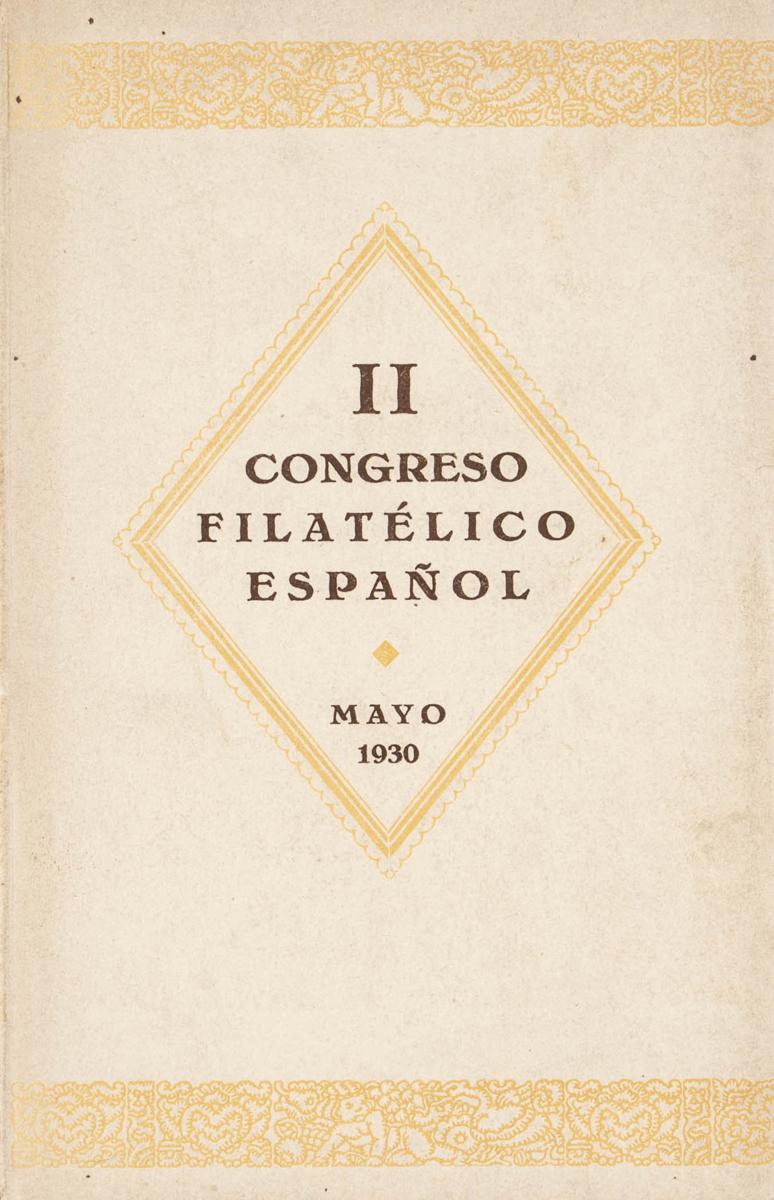 II
CONGRESO
FILATÉLICO
ESPAÑOL
MAYO
1930